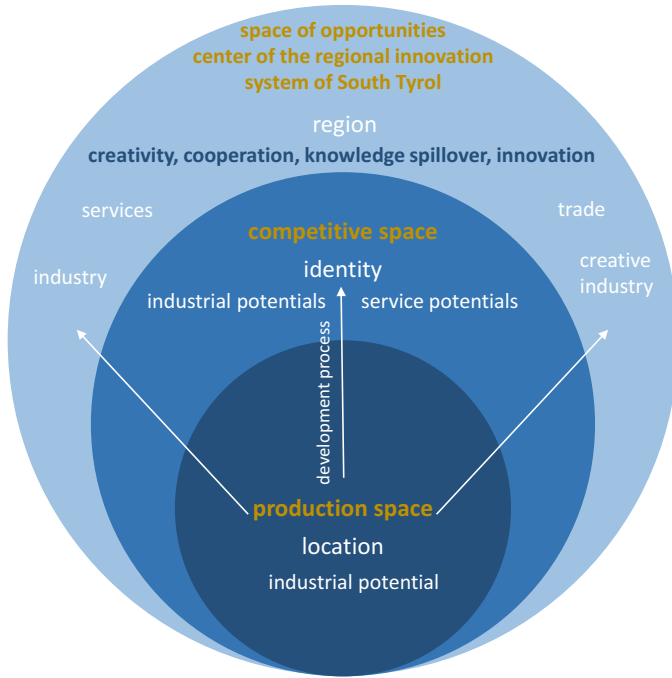 space of opportunities
center of the regional innovation
system of South Tyrol
region
creativity, cooperation, knowledge spillover, innovation
services
trade
competitive space
identity
industry
creative
industry
industrial potentials
service potentials
development process
production space
location
industrial potential